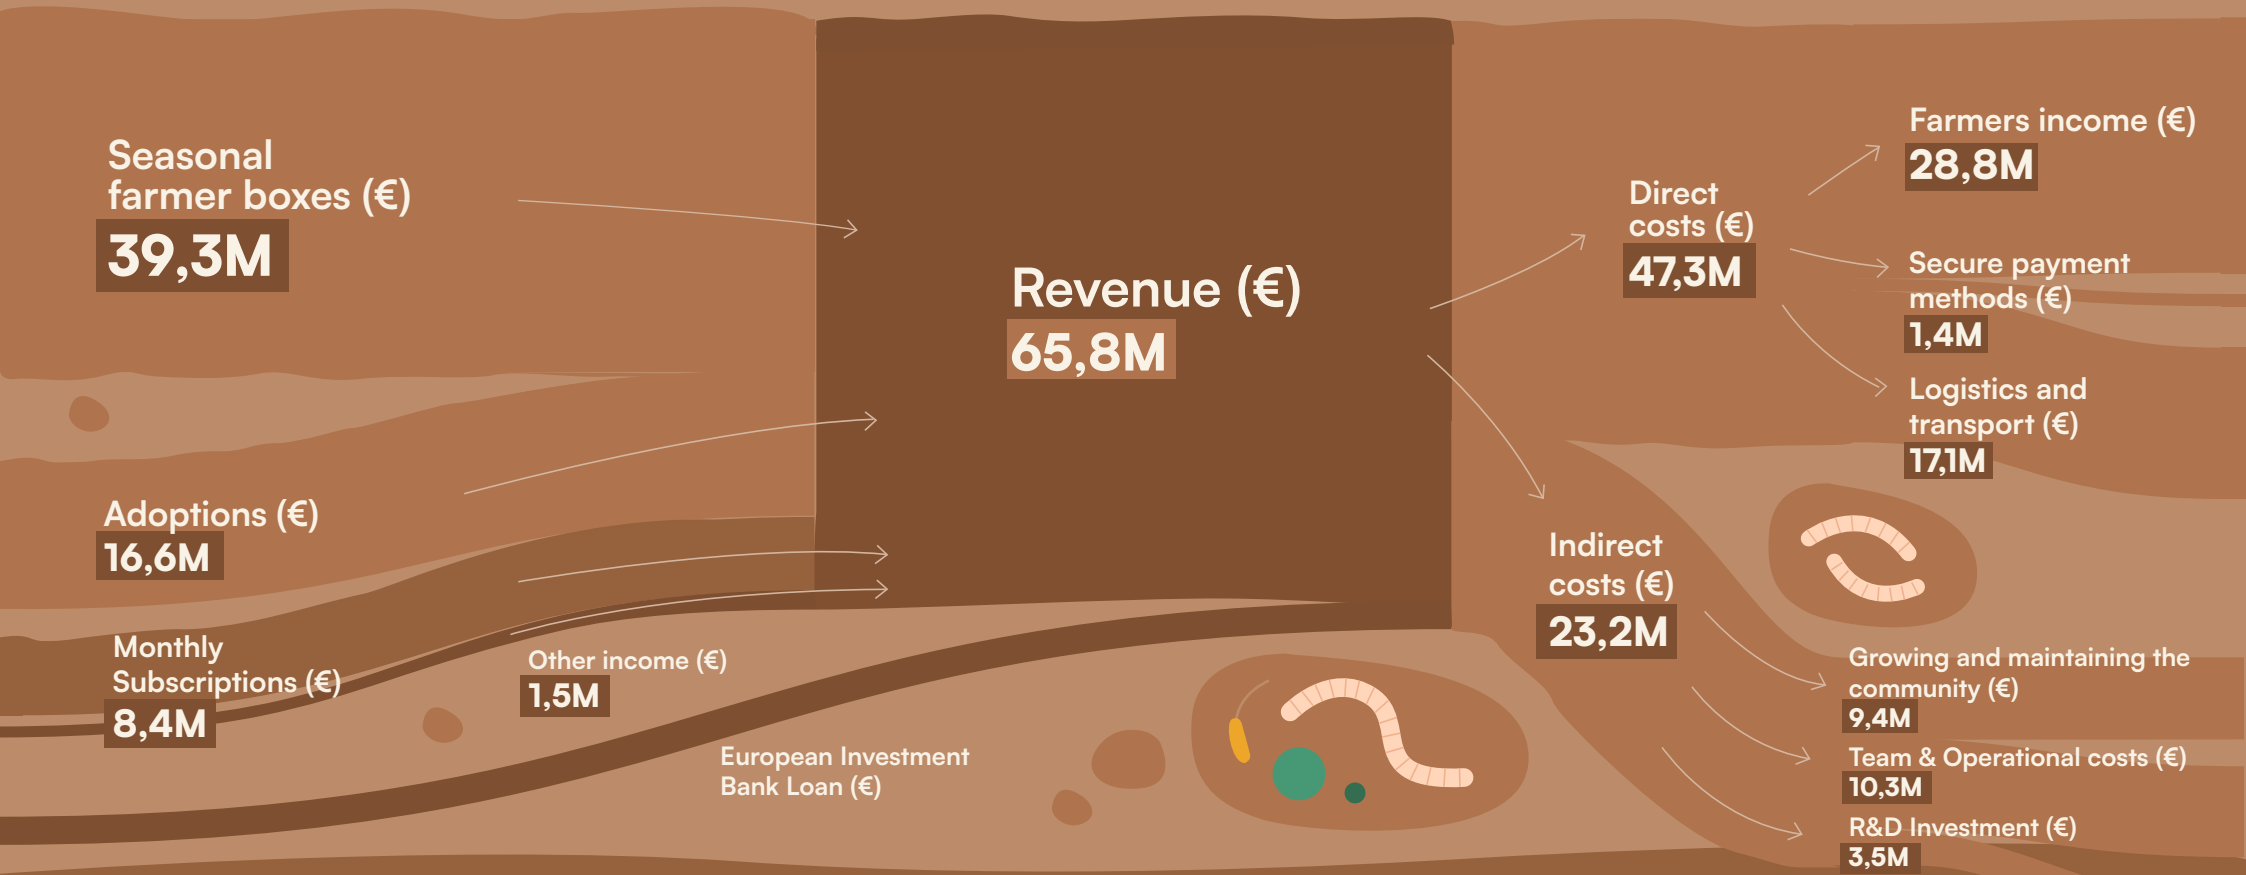 Seasonal
farmer boxes (€)
39,3M
Adoptions (€)
16,6M
Monthly
Subscriptions (€)
8,4M
Other income (€)
1,5M
European Investment
Bank Loan (€)
Revenue (€)
65,8M
Direct
costs (€)
47,3M
Farmers income (€)
28,8M
Secure payment
methods (€)
1,4M
Logistics and
transport (€)
17,1M
Indirect
costs (€)
23,2M
Growing and maintaining the
community (€)
9,4M
Team & Operational costs (€)
10,3M
R&D Investment (€)
3,5M